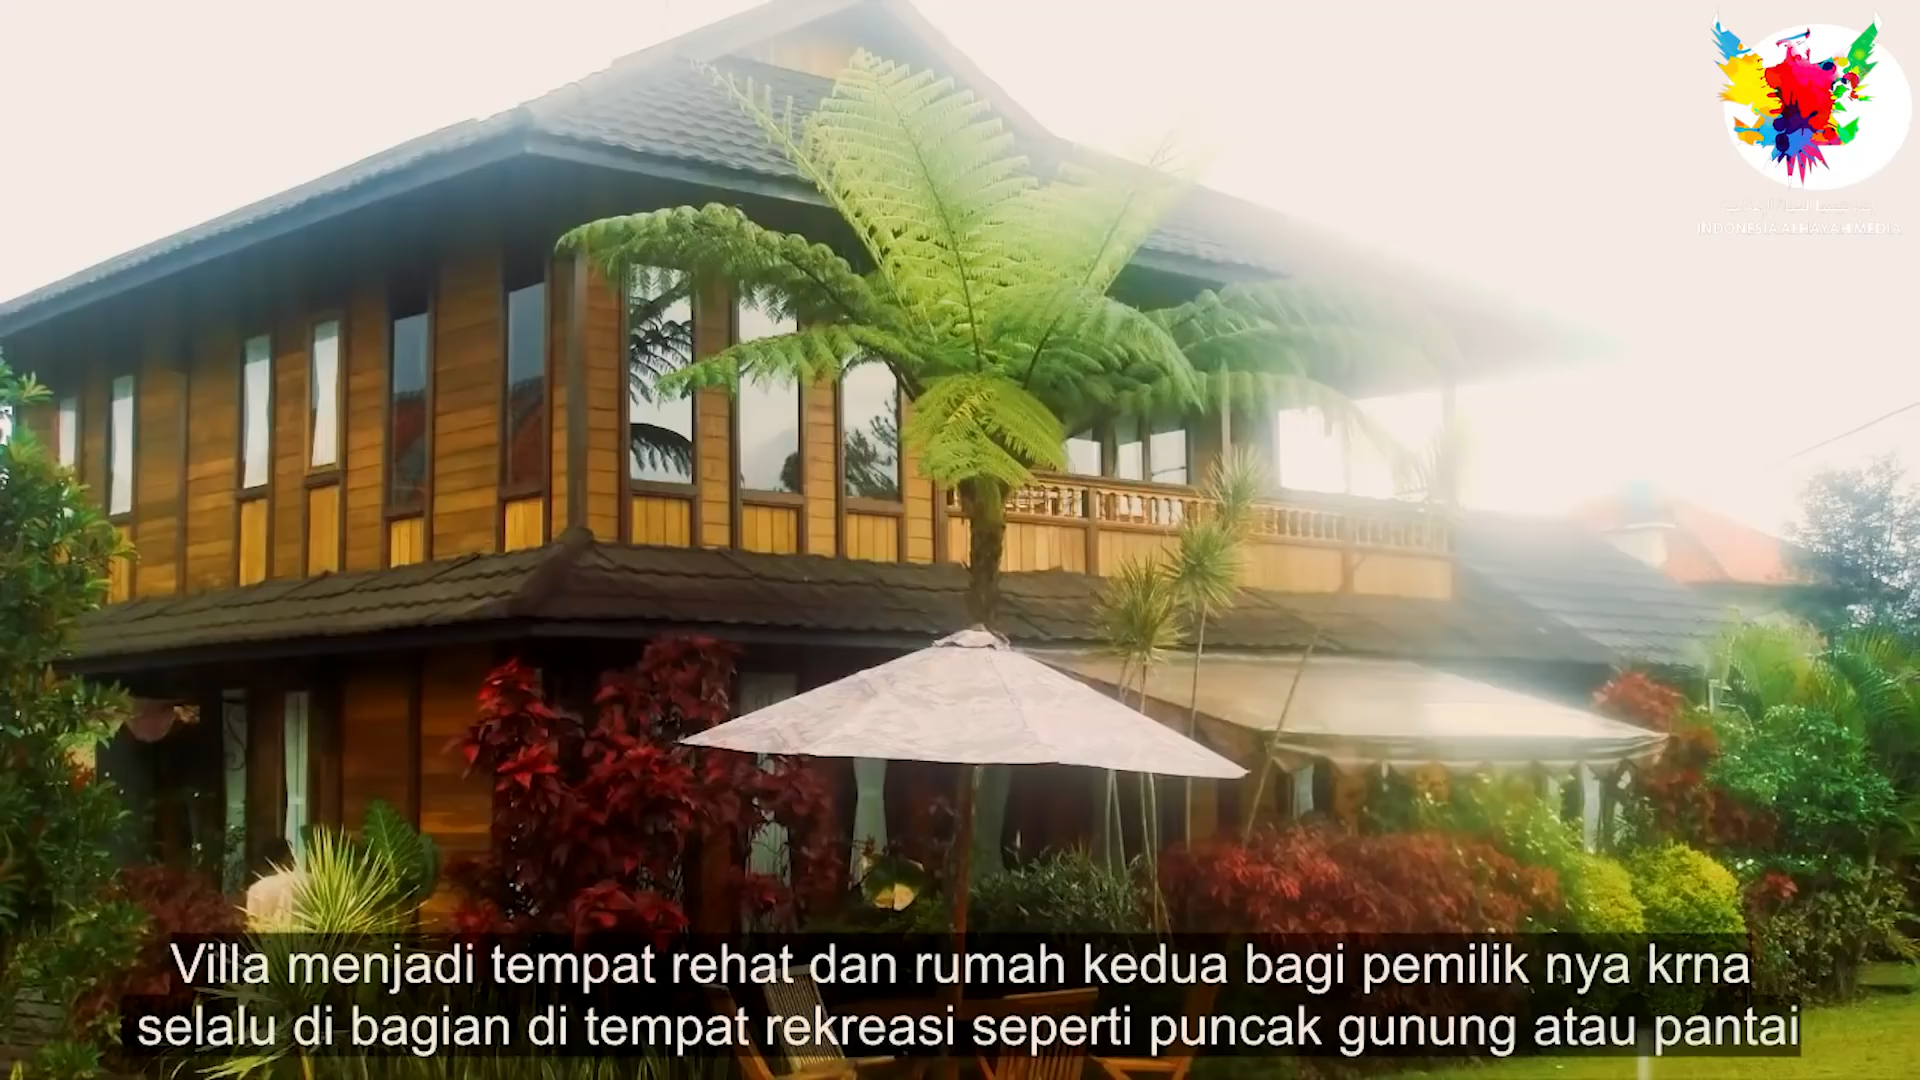 INDONESIA ALHAYAH MEDIA
Villa menjadi tempat rehat dan rumah kedua bagi pemilik nya krna
selalu di bagian di tempat rekreasi seperti puncak gunung atau pantai